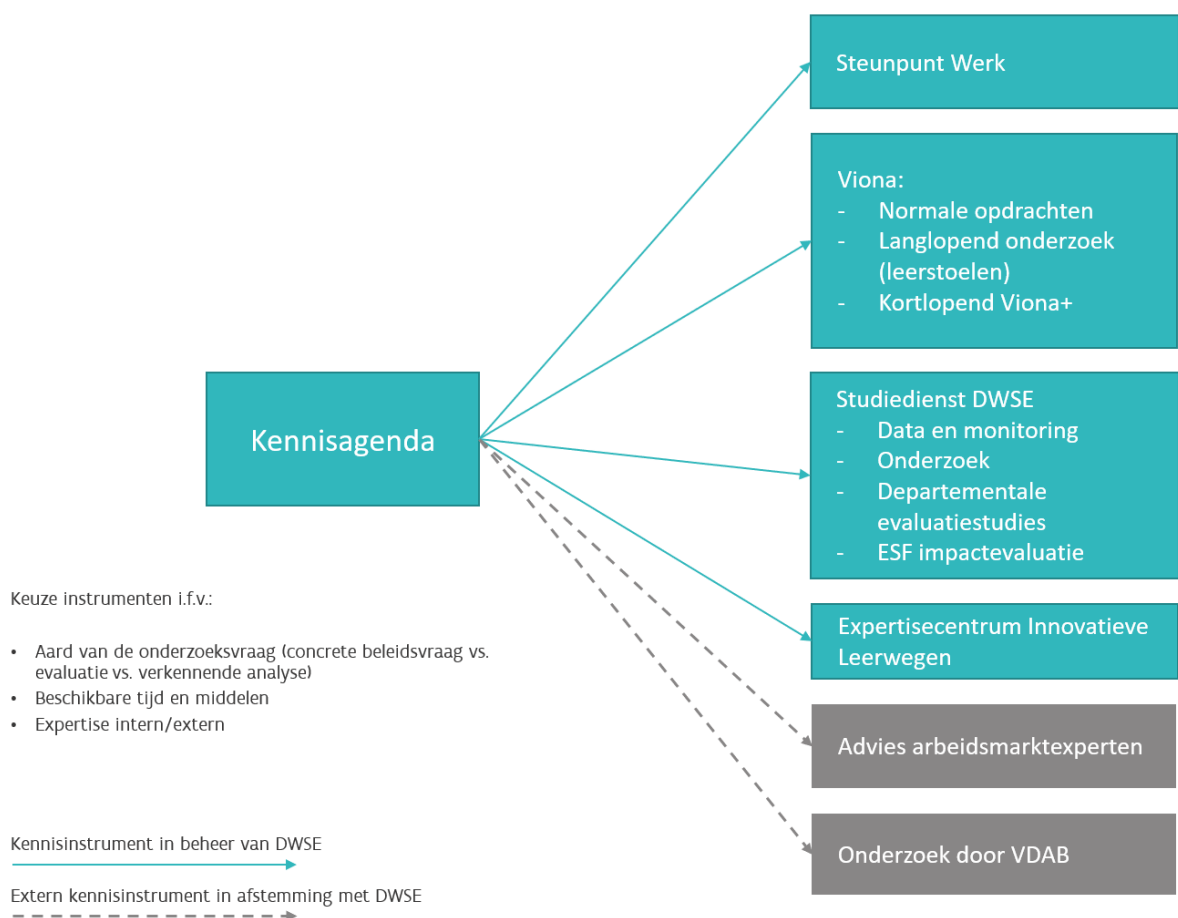 Steunpunt Werk
Viona:
- Normale opdrachten
- Langlopend onderzoek
(leerstoelen)
- Kortlopend Viona+
Kennisagenda
Studiedienst DWSE
- Data en monitoring
- Onderzoek
- Departementale
evaluatiestudies
- ESF impactevaluatie
Expertisecentrum Innovatieve
Leerwegen
Advies arbeidsmarktexperten
Onderzoek door VDAB
Keuze instrumenten i.f.v.:
• Aard van de onderzoeksvraag (concrete beleidsvraag vs.
evaluatie vs. verkennende analyse)
• Beschikbare tijd en middelen
• Expertise intern/extern
Kennisinstrument in beheer van DWSE
Extern kennisinstrument in afstemming met DWSE